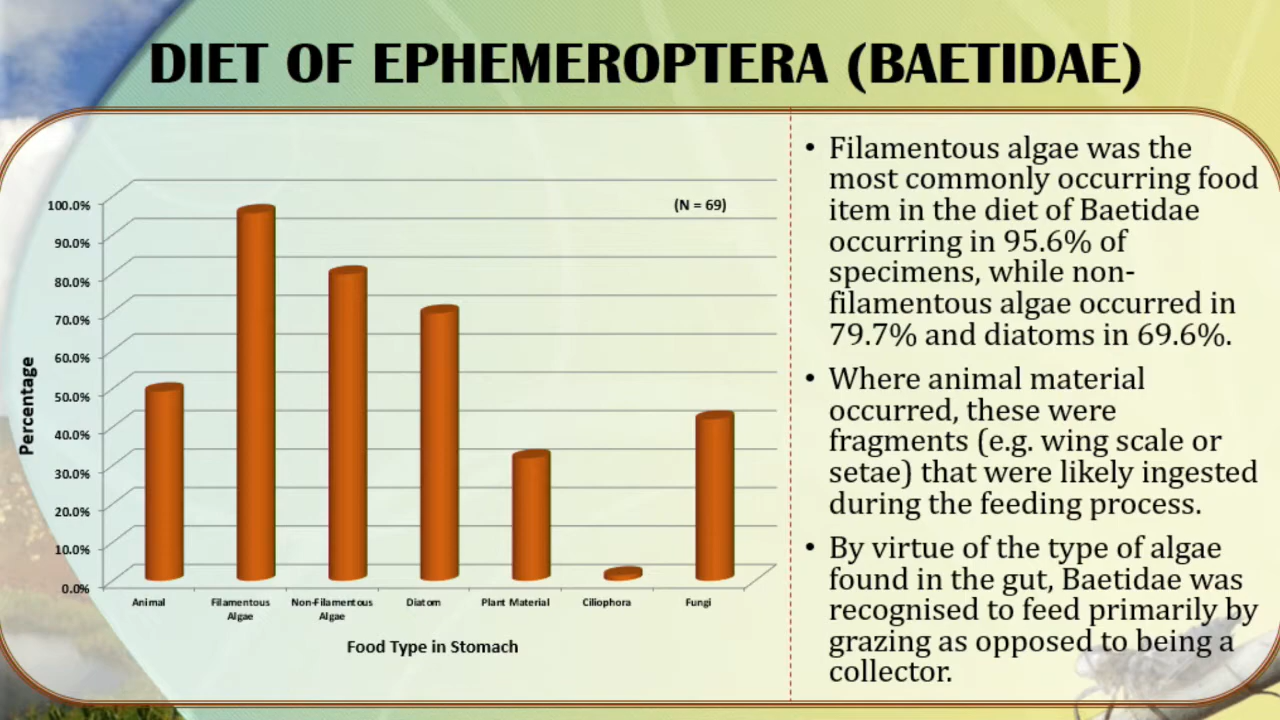 DIET OF EPHEMEROPTERA (BAETIDAE)
(N = 69)
100.0%
90.0%
80.0%
70.0%
60.0%
50.0%
40.0%
30.0%
20.0%
10.0%
0.0%
Percentage
Animal
Filamentous
Algae
Non-Filamentous
Algae
Diatom
Plant Material
Ciliophora
Fungi
Food Type in Stomach
• Filamentous algae was the
most commonly occurring food
item in the diet of Baetidae
occurring in 95.6% of
specimens, while non-
filamentous algae occurred in
79.7% and diatoms in 69.6%.
• Where animal material
occurred, these were
fragments (e.g. wing scale or
setae) that were likely ingested
during the feeding process.
• By virtue of the type of algae
found in the gut, Baetidae was
recognised to feed primarily by
grazing as opposed to being a
collector.